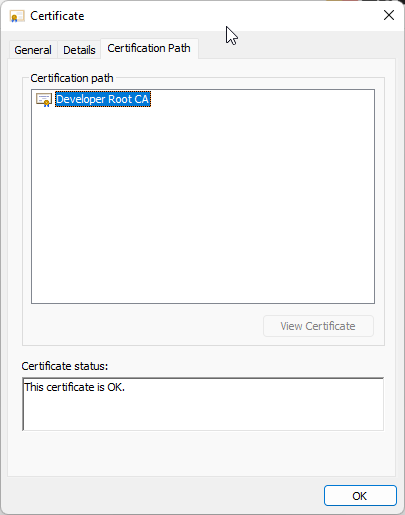 Certificate
General Details Certification Path
Certification path
Developer Root CA
View Certificate
Certificate status:
This certificate is OK.
OK